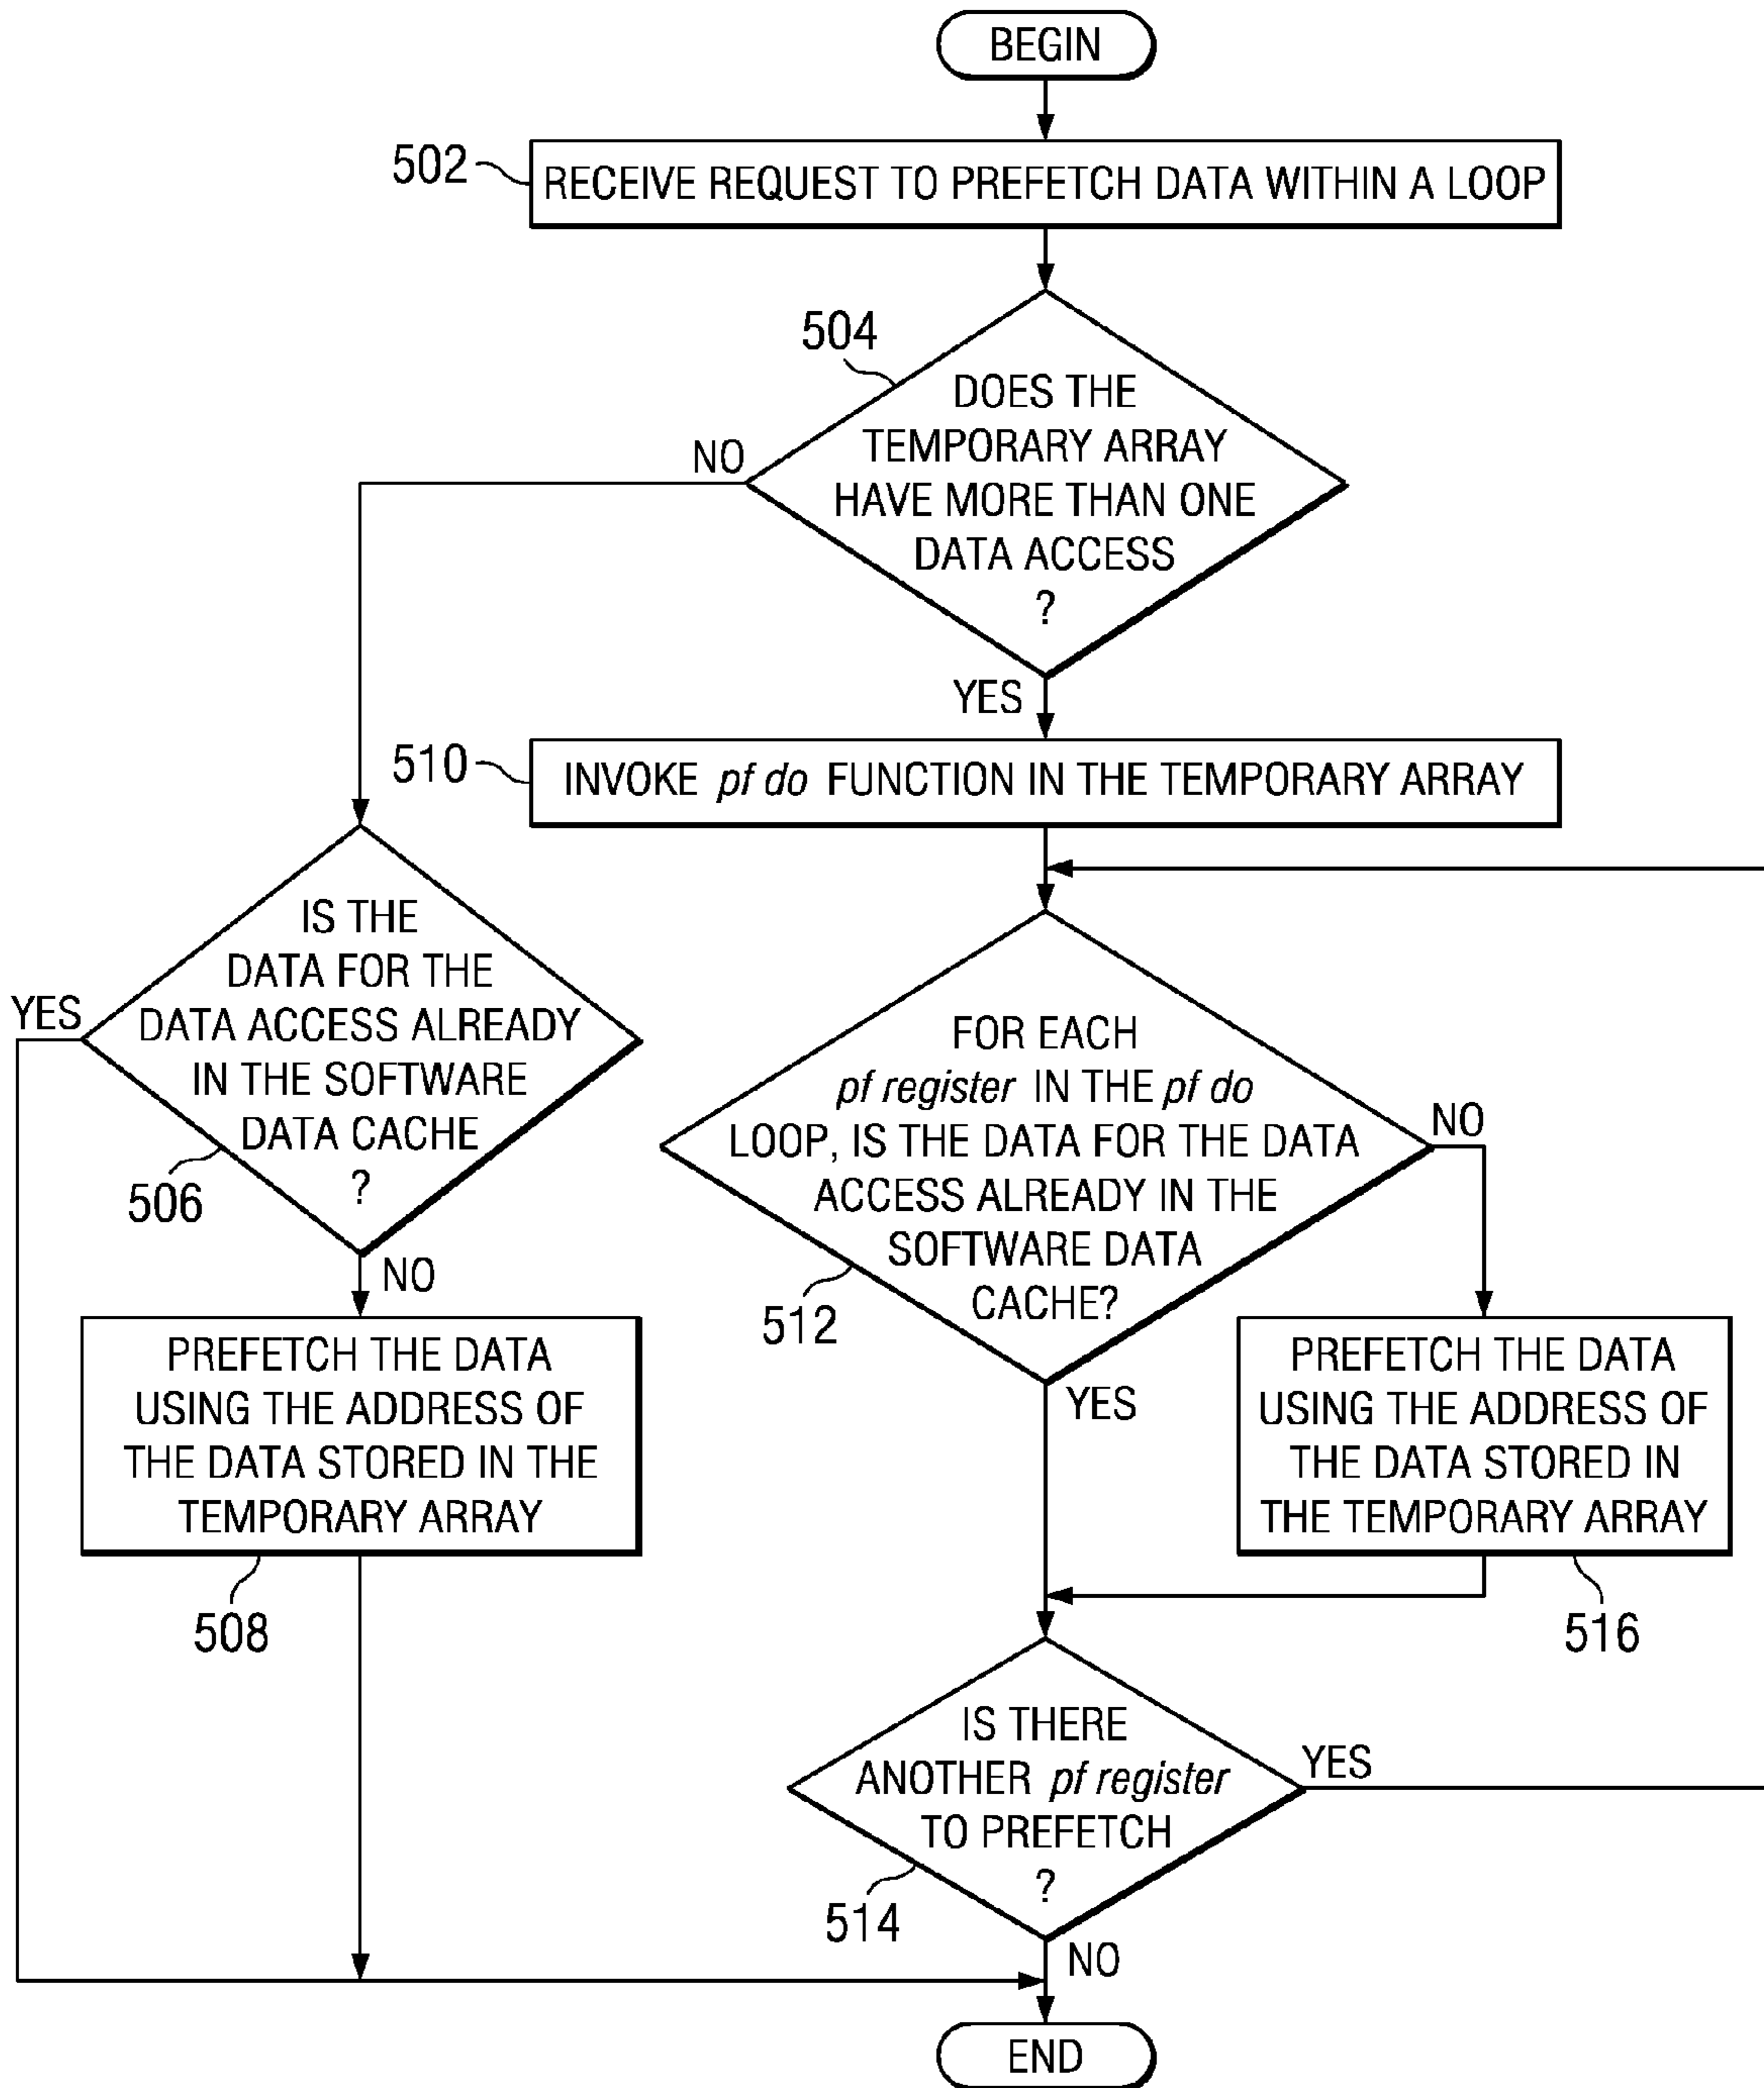 BEGIN
502
RECEIVE REQUEST TO PREFETCH DATA WITHIN A LOOP
504
DOES THE
TEMPORARY ARRAY
HAVE MORE THAN ONE
DATA ACCESS
?
NO
YES
510
INVOKE pf do FUNCTION IN THE TEMPORARY ARRAY
IS THE
DATA FOR THE
DATA ACCESS ALREADY
IN THE SOFTWARE
DATA CACHE
?
YES
506
NO
FOR EACH
pf register IN THE pf do
LOOP, IS THE DATA FOR THE DATA
ACCESS ALREADY IN THE
SOFTWARE DATA
CACHE?
NO
512
YES
PREFETCH THE DATA
USING THE ADDRESS OF
THE DATA STORED IN THE
TEMPORARY ARRAY
508
PREFETCH THE DATA
USING THE ADDRESS OF
THE DATA STORED IN
THE TEMPORARY ARRAY
516
IS THERE
ANOTHER pf register
TO PREFETCH
?
YES
514
NO
END